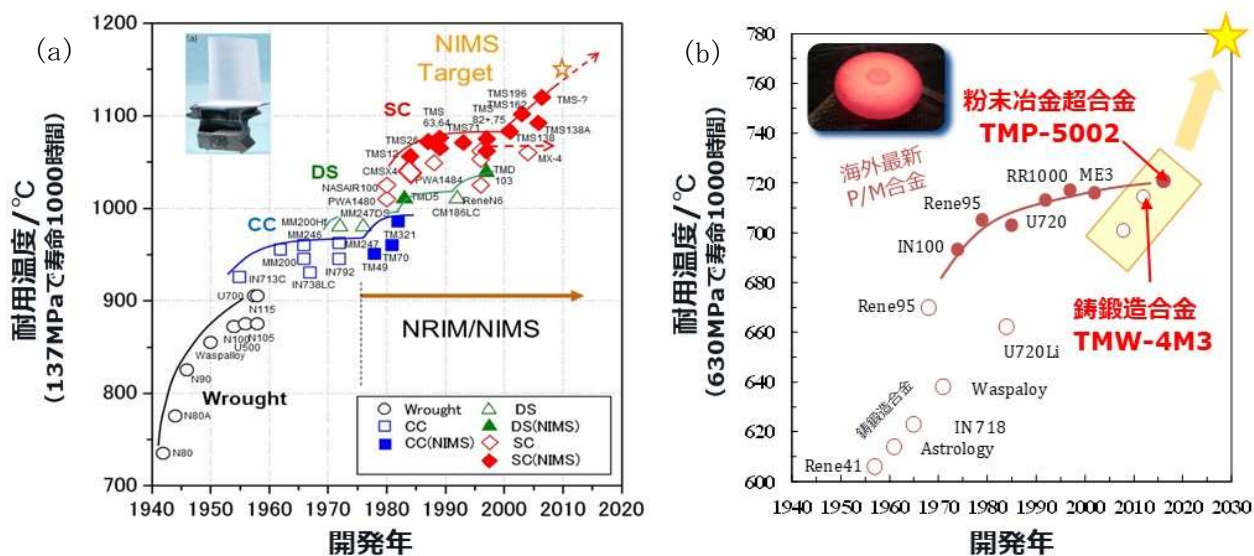 (a)
(a)
耐用温度/℃
(137MPaで寿命1000時間)
1200
1100
1000
900
800
700
NIMS
Target
SC
TMS196
TMS162
TMS-?
TMS
82+,75
TMS
63,64
TMS71
TMS138A
TMS26
TMS138
TMS12
MX-4
CMSX4
PWA1484
DS
TMD
103
NASAIR100
PWA1480
TMD5
ReneN6
CM186LC
CC
MM200Hf
MM247DS
MM246
MM247
TM321
MM200
TM70
TM49
IN713C
IN792
IN738LC
U700
N115
N100
N105
U500
Waspalloy
N90
N80A
N80
Wrought
NRIM/NIMS
Wrought
CC
CC(NIMS)
DS
DS(NIMS)
SC
SC(NIMS)
1940 1950 1960 1970 1980 1990 2000 2010 2020
開発年
(b)
耐用温度/℃
(630MPaで寿命1000時間)
780
760
740
720
700
680
660
640
620
600
粉末冶金超合金
TMP-5002
海外最新
P/M合金
RR1000
ME3
Rene95
U720
IN100
Rene95
鋳鍛造合金
TMW-4M3
U720Li
Waspaloy
鋳鍛造合金
IN718
Astrology
Rene41
1940 1950 1960 1970 1980 1990 2000 2010 2020 2030
開発年